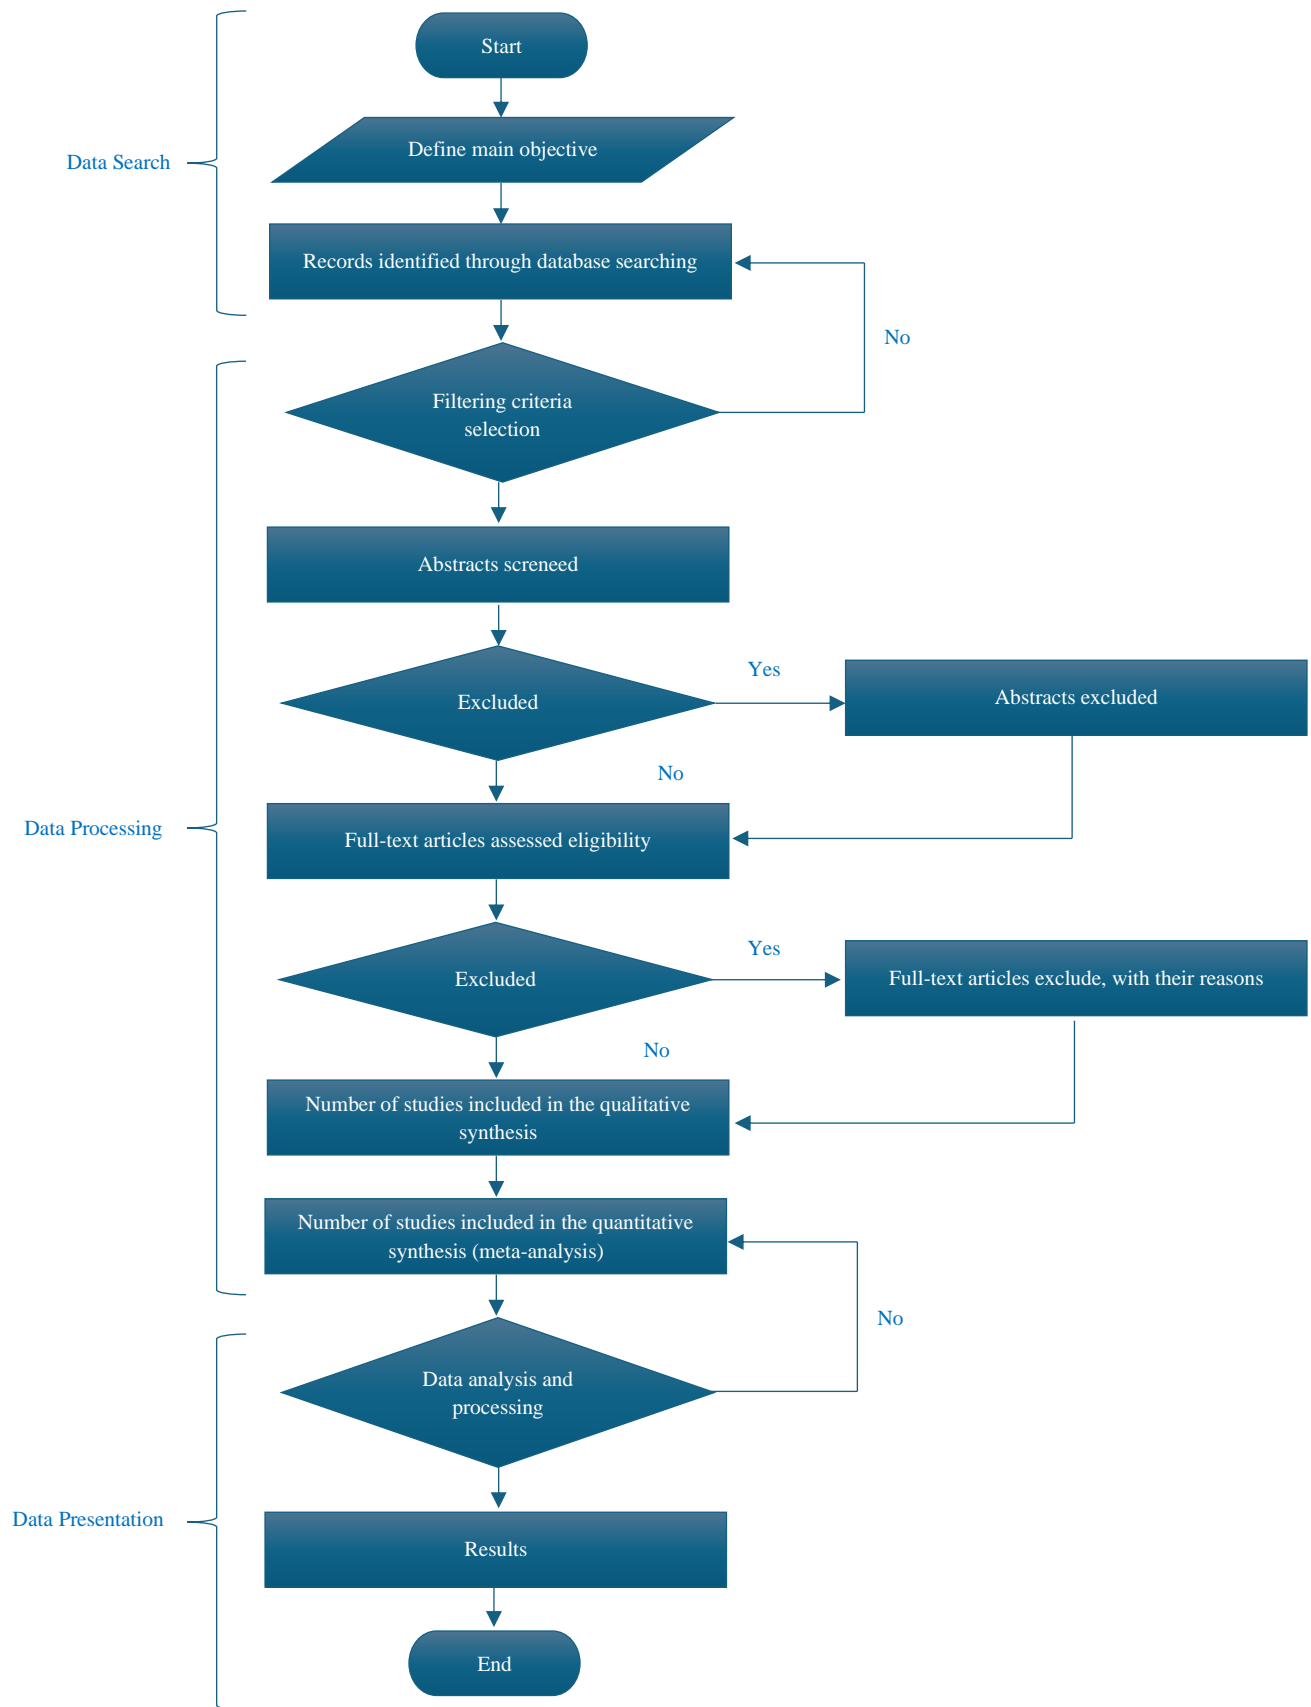 Start
Define main objective
Data Search
Records identified through database searching
No
Filtering criteria
selection
Abstracts screneed
Yes
Excluded
Abstracts excluded
No
Data Processing
Full-text articles assessed eligibility
Yes
Excluded
Full-text articles exclude, with their reasons
No
Number of studies included in the qualitative
synthesis
Number of studies included in the quantitative
synthesis (meta-analysis)
No
Data analysis and
processing
Data Presentation
Results
End